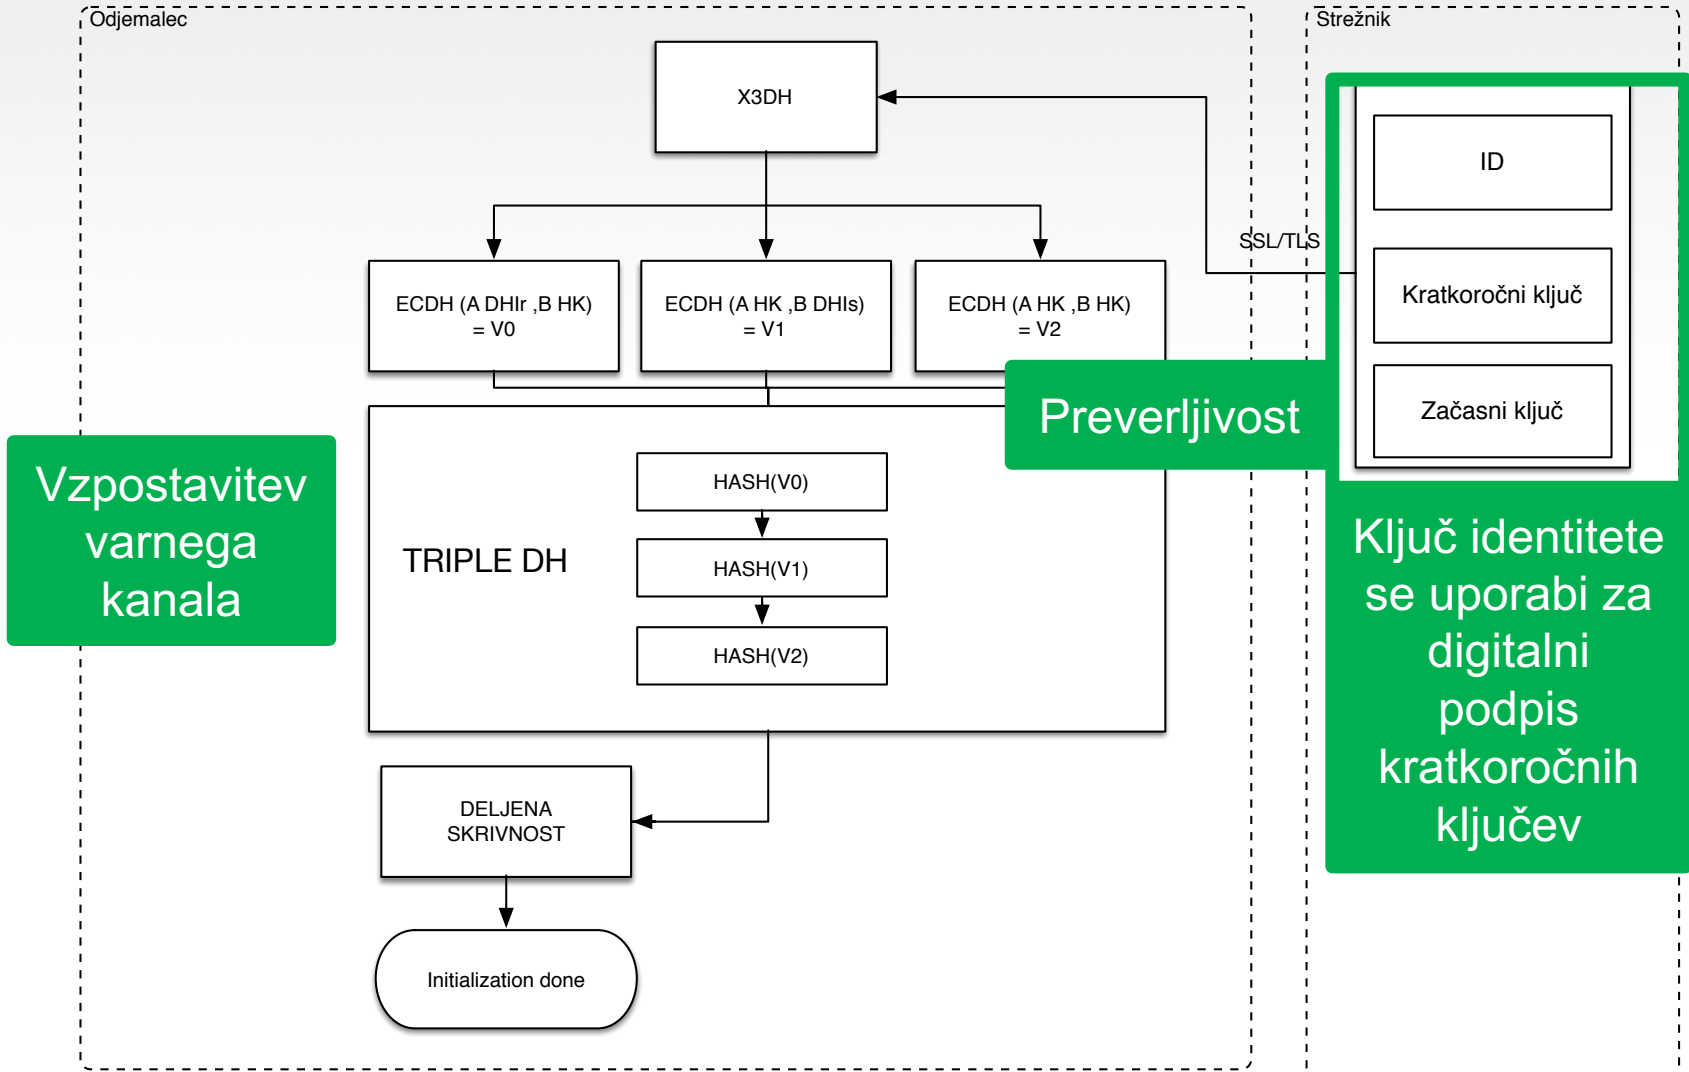 Odjemalec
Strežnik
X3DH
ID
SSL/TLS
Kratkoročni ključ
Začasni ključ
ECDH (A DHIr ,B HK)
= V0
ECDH (A HK ,B DHIs)
= V1
ECDH (A HK ,B HK)
= V2
Preverljivost
Vzpostavitev
varnega
kanala
TRIPLE DH
HASH(V0)
HASH(V1)
HASH(V2)
Ključ identitete
se uporabi za
digitalni
podpis
kratkoročnih
ključev
DELJENA
SKRIVNOST
Initialization done